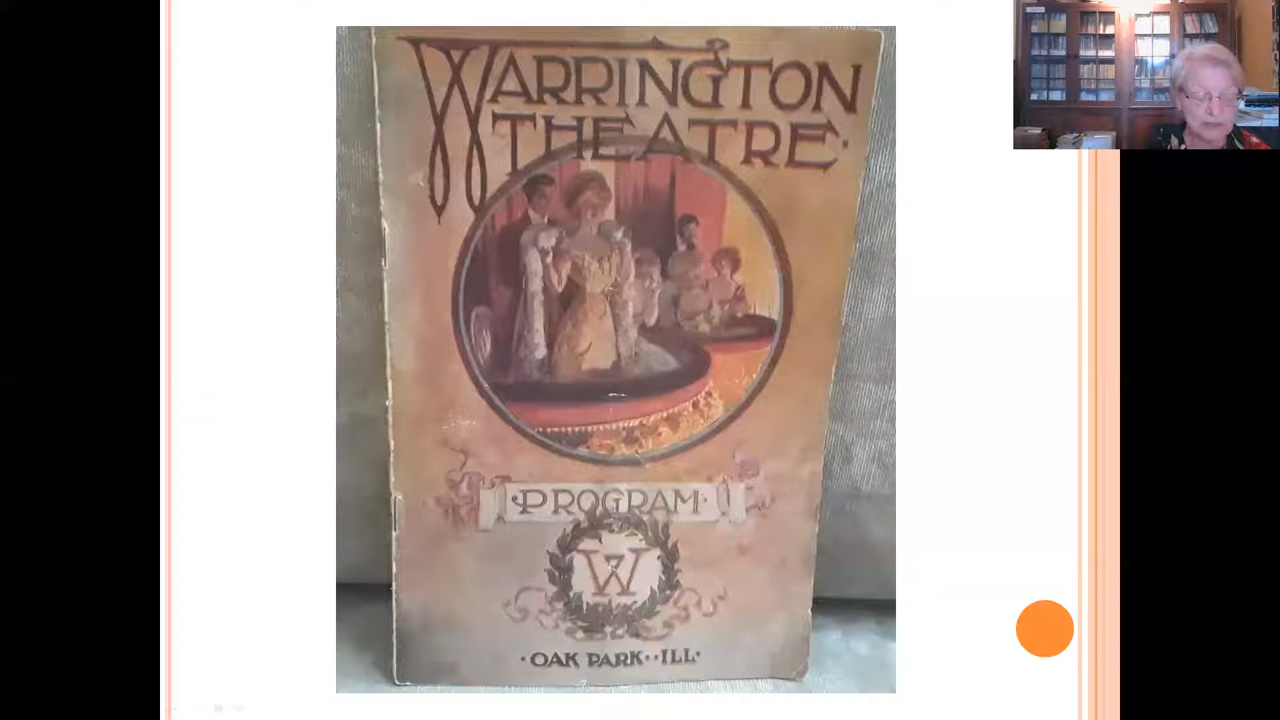 WARRINGTON
THEATRE·
·PROGRAM·
W
·OAK PARK··ILL·